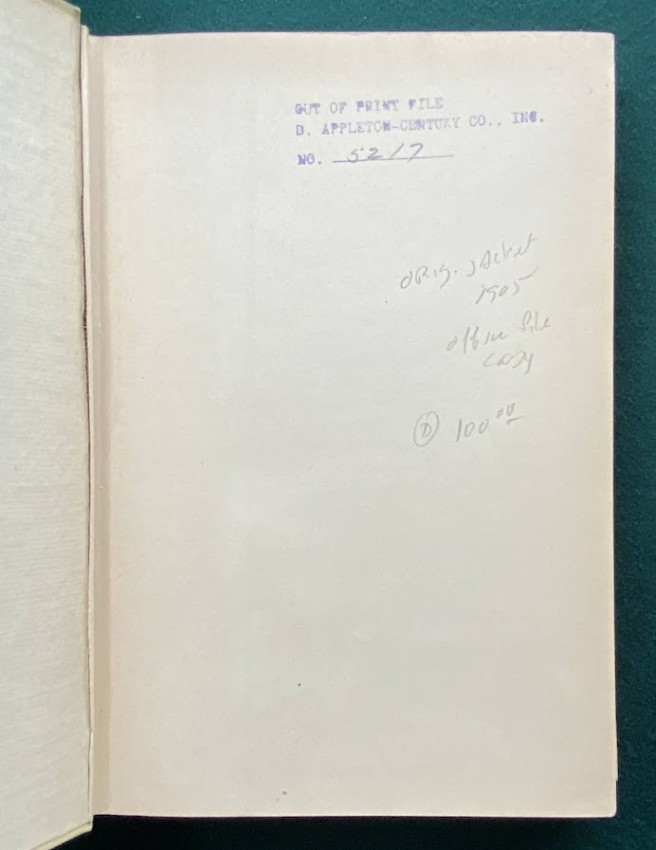 OUT OF PRINT FILE
D. APPLETON-CENTURY CO., INC.
NO. 5217
orig. jacket
1905
office file
copy
D 100.00